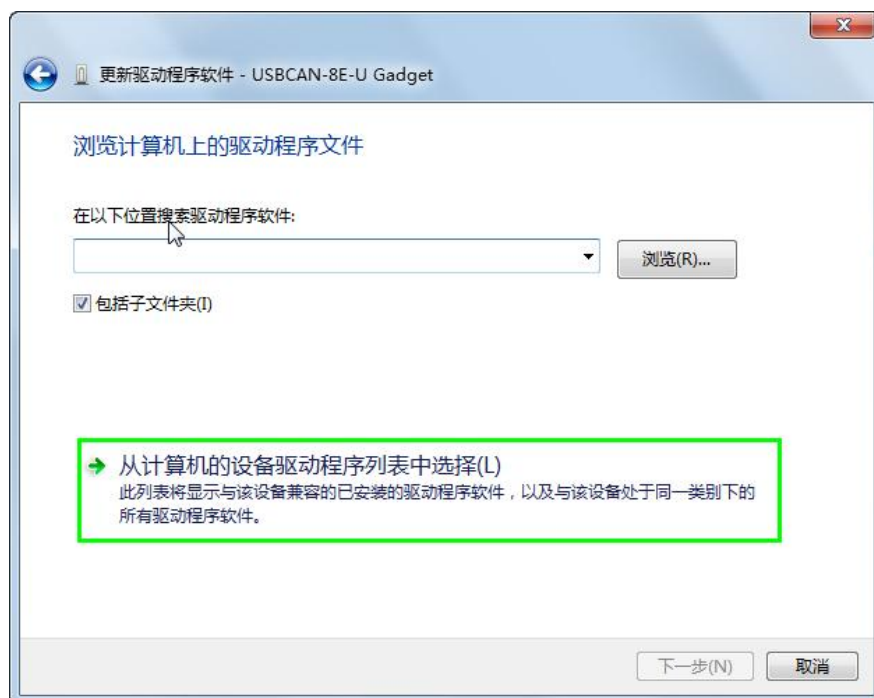 更新驱动程序软件 - USBCAN-8E-U Gadget
浏览计算机上的驱动程序文件
在以下位置搜索驱动程序软件:
浏览(R)...
包括子文件夹(I)
从计算机的设备驱动程序列表中选择(L)
此列表将显示与该设备兼容的已安装的驱动程序软件，以及与该设备处于同一类别下的
所有驱动程序软件。
下一步(N)
取消